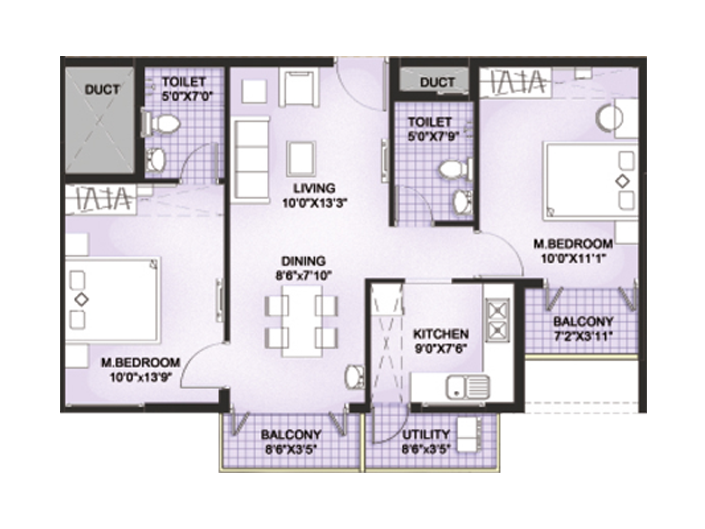 DUCT
TOILET
5'0"X7'0"
DUCT
TOILET
5'0"X7'9"
LIVING
10'0"X13'3"
M.BEDROOM
10'0"X11'1"
DINING
8'6"x7'10"
BALCONY
7'2"X3'11"
KITCHEN
9'0"X7'6"
M.BEDROOM
10'0"x13'9"
BALCONY
8'6"X3'5"
UTILITY
8'6"x3'5"